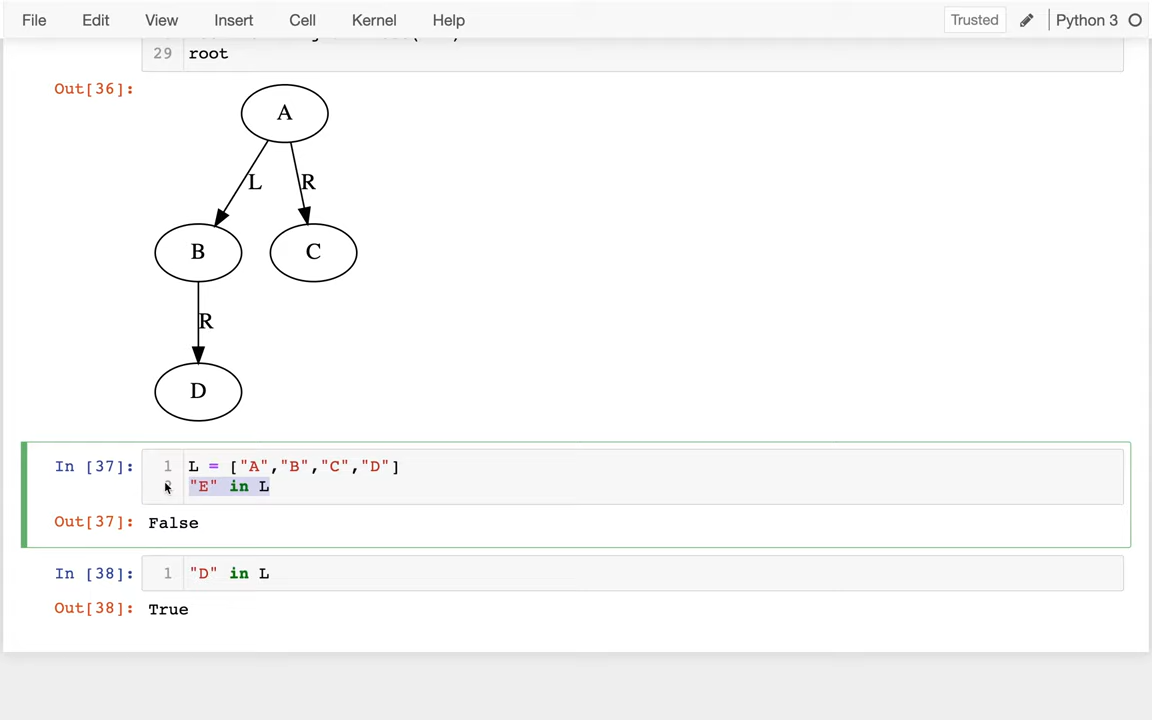 File Edit View Insert Cell Kernel Help Trusted Python 3
29 root
Out[36]:
A
L R
B C
R
D
In [37]: 1 L = ["A","B","C","D"]
"E" in L
Out[37]: False
In [38]: 1 "D" in L
Out[38]: True